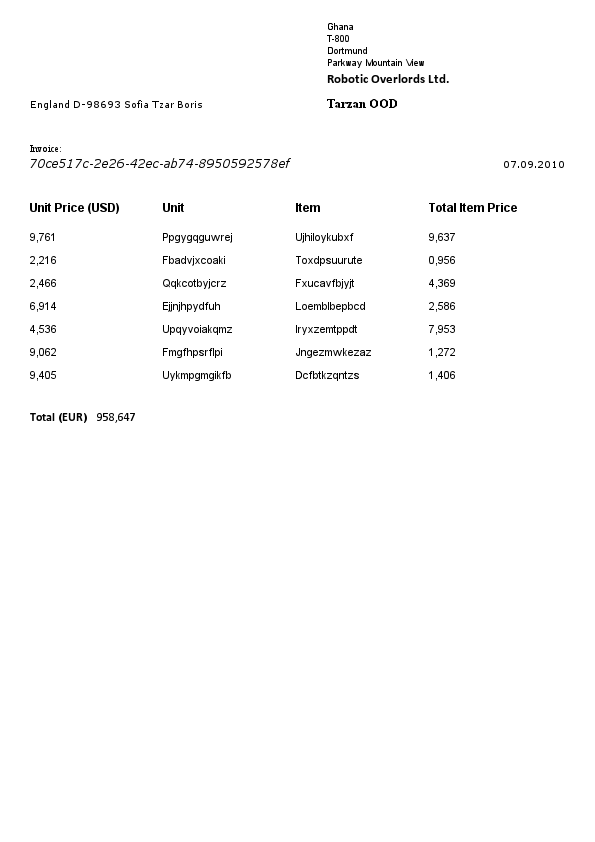 Ghana
T-800
Dortmund
Parkway Mountain View
Robotic Overlords Ltd.
England D-98693 Sofia Tzar Boris
Tarzan OOD
Invoice:
70ce517c-2e26-42ec-ab74-8950592578ef
07.09.2010
Unit Price (USD) Unit Item Total Item Price
9,761 Ppgygqguwrej Ujhiloykubxf 9,637
2,216 Fbadvjxcoaki Toxdpsuurute 0,956
2,466 Qqkcotbyjcrz Fxucavfbjyjt 4,369
6,914 Ejjnjhpydfuh Loemblbepbcd 2,586
4,536 Upqyvoiakqmz Iryxzemtppdt 7,953
9,062 Fmgfhpsrflpi Jngezmwkezaz 1,272
9,405 Uykmpgmgikfb Dcfbtkzqntzs 1,406
Total (EUR) 958,647